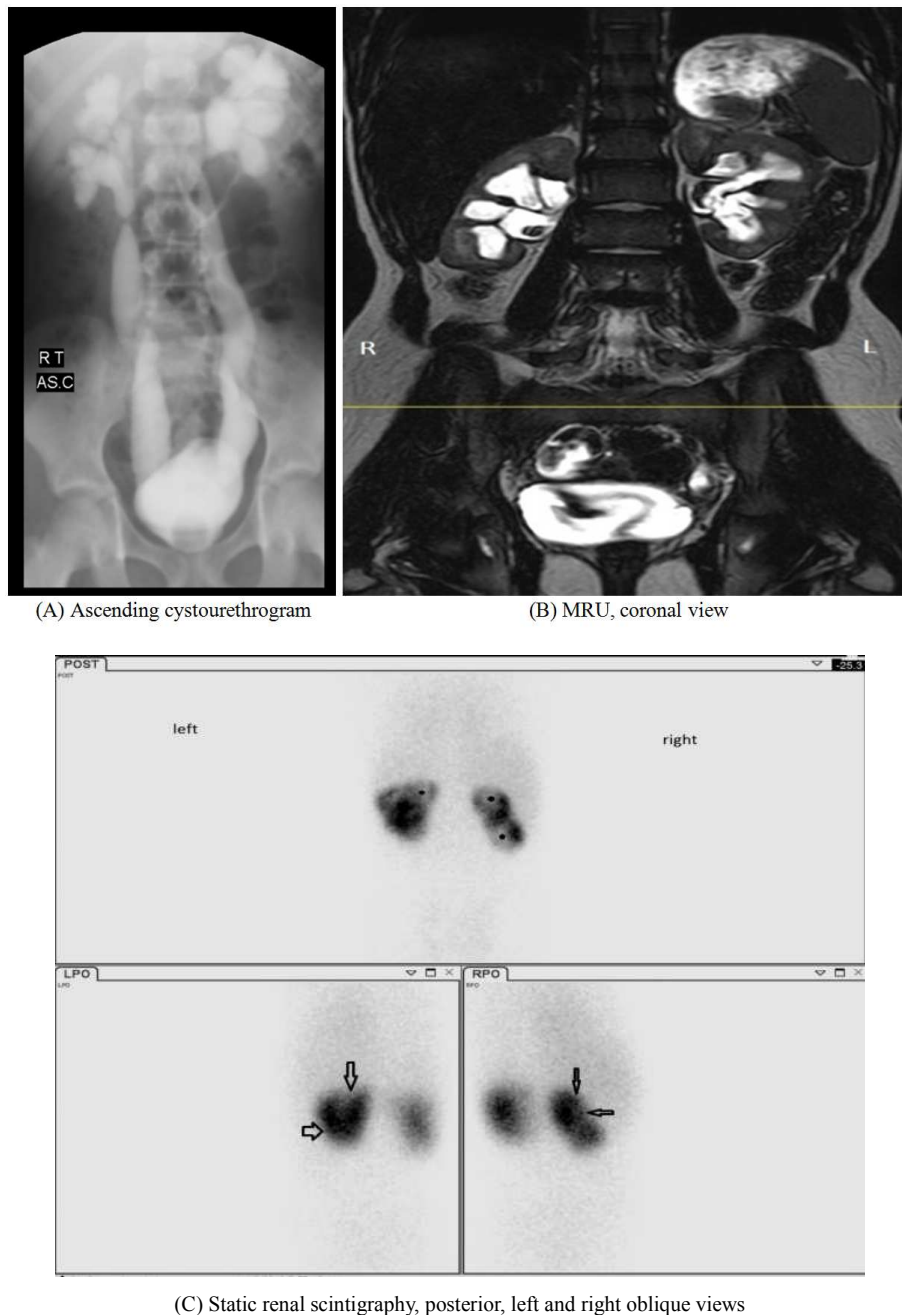 R T
AS.C
R
L
(A) Ascending cystourethrogram
(B) MRU, coronal view
POST
POST
-25.3
left
right
LPO
LPO
RPO
RPO
(C) Static renal scintigraphy, posterior, left and right oblique views